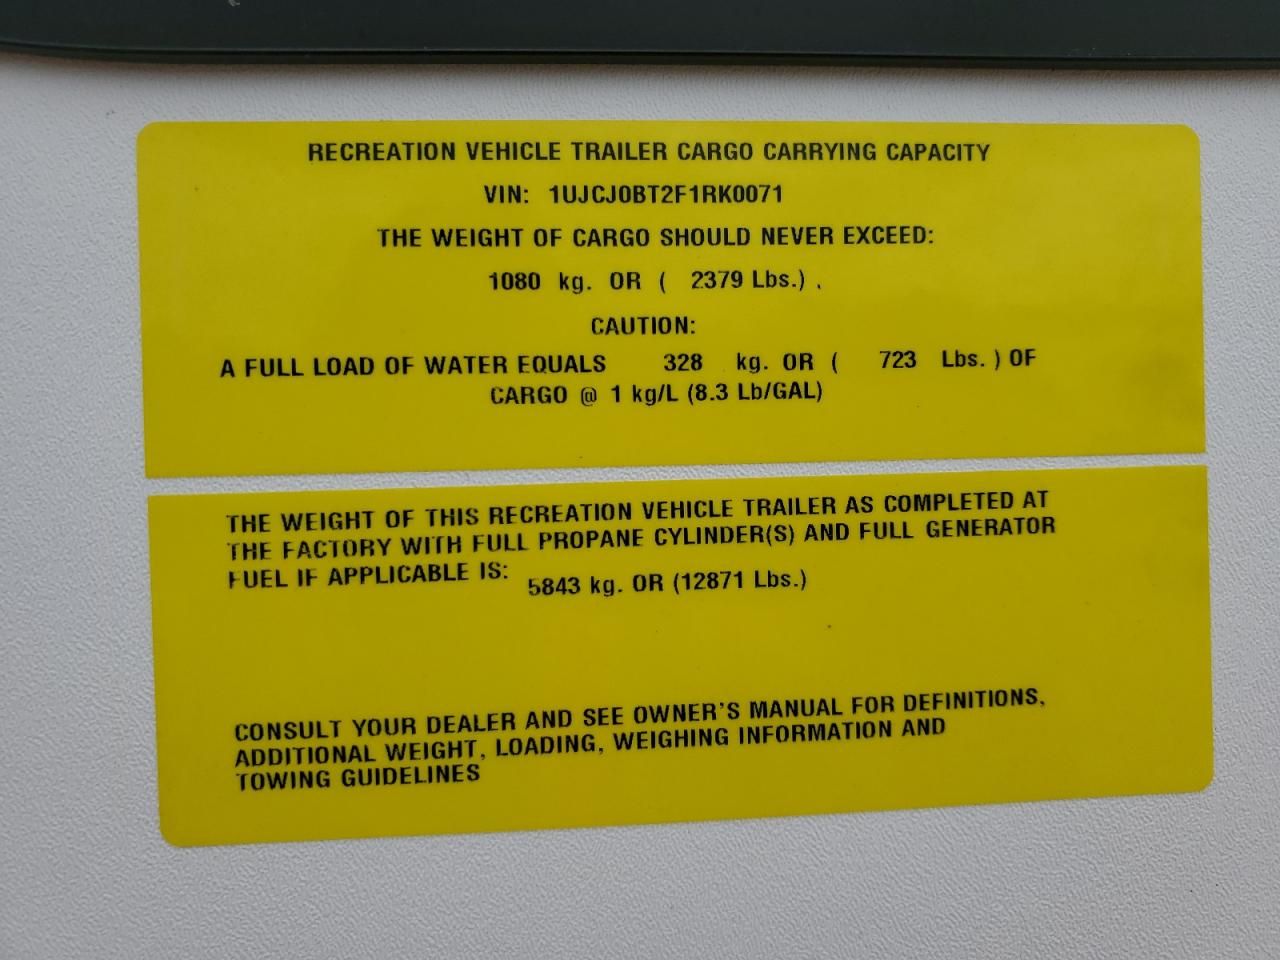 RECREATION VEHICLE TRAILER CARGO CARRYING CAPACITY
VIN: 1UJCJ0BT2F1RK0071
THE WEIGHT OF CARGO SHOULD NEVER EXCEED:
1080 kg. OR ( 2379 Lbs.) .
CAUTION:
A FULL LOAD OF WATER EQUALS 328 kg. OR ( 723 Lbs. ) OF
CARGO @ 1 kg/L (8.3 Lb/GAL)
THE WEIGHT OF THIS RECREATION VEHICLE TRAILER AS COMPLETED AT
THE FACTORY WITH FULL PROPANE CYLINDER(S) AND FULL GENERATOR
FUEL IF APPLICABLE IS: 5843 kg. OR (12871 Lbs.)
CONSULT YOUR DEALER AND SEE OWNER'S MANUAL FOR DEFINITIONS,
ADDITIONAL WEIGHT, LOADING, WEIGHING INFORMATION AND
TOWING GUIDELINES